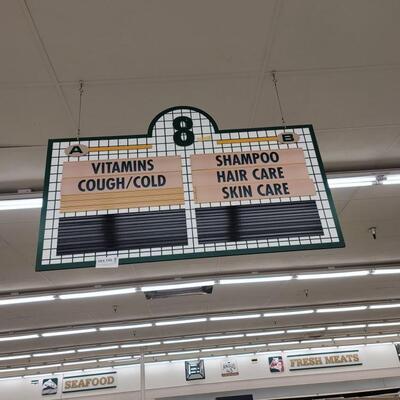 8
A
B
VITAMINS
COUGH/COLD
SHAMPOO
HAIR CARE
SKIN CARE
SEAFOOD
FRESH MEATS